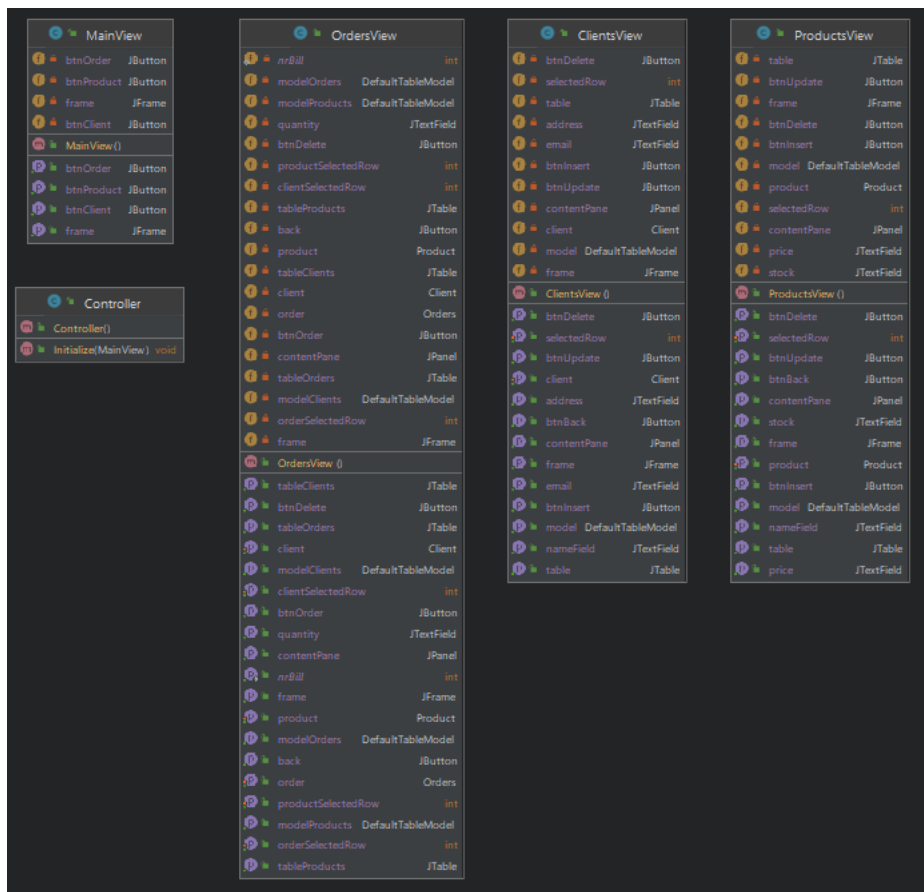 MainView
btnOrder JButton
btnProduct JButton
frame JFrame
btnClient JButton
MainView()
btnOrder JButton
btnProduct JButton
btnClient JButton
frame JFrame
Controller
Controller()
Initialize(MainView) void
OrdersView
nrBill int
modelOrders DefaultTableModel
modelProducts DefaultTableModel
quantity JTextField
btnDelete JButton
productSelectedRow int
clientSelectedRow int
tableProducts JTable
back JButton
product Product
tableClients JTable
client Client
order Orders
btnOrder JButton
contentPane JPanel
tableOrders JTable
modelClients DefaultTableModel
orderSelectedRow int
frame JFrame
OrdersView ()
tableClients JTable
btnDelete JButton
tableOrders JTable
client Client
modelClients DefaultTableModel
clientSelectedRow int
btnOrder JButton
quantity JTextField
contentPane JPanel
nrBill int
frame JFrame
product Product
modelOrders DefaultTableModel
back JButton
order Orders
productSelectedRow int
modelProducts DefaultTableModel
orderSelectedRow int
tableProducts JTable
ClientsView
btnDelete JButton
selectedRow int
table JTable
address JTextField
email JTextField
btnInsert JButton
btnUpdate JButton
contentPane JPanel
client Client
model DefaultTableModel
frame JFrame
ClientsView ()
btnDelete JButton
selectedRow int
btnUpdate JButton
client Client
address JTextField
btnBack JButton
contentPane JPanel
frame JFrame
email JTextField
btnInsert JButton
model DefaultTableModel
nameField JTextField
table JTable
ProductsView
table JTable
btnUpdate JButton
frame JFrame
btnDelete JButton
btnInsert JButton
model DefaultTableModel
product Product
selectedRow int
contentPane JPanel
price JTextField
stock JTextField
ProductsView ()
btnDelete JButton
selectedRow int
btnUpdate JButton
btnBack JButton
contentPane JPanel
stock JTextField
frame JFrame
product Product
btnInsert JButton
model DefaultTableModel
nameField JTextField
table JTable
price JTextField